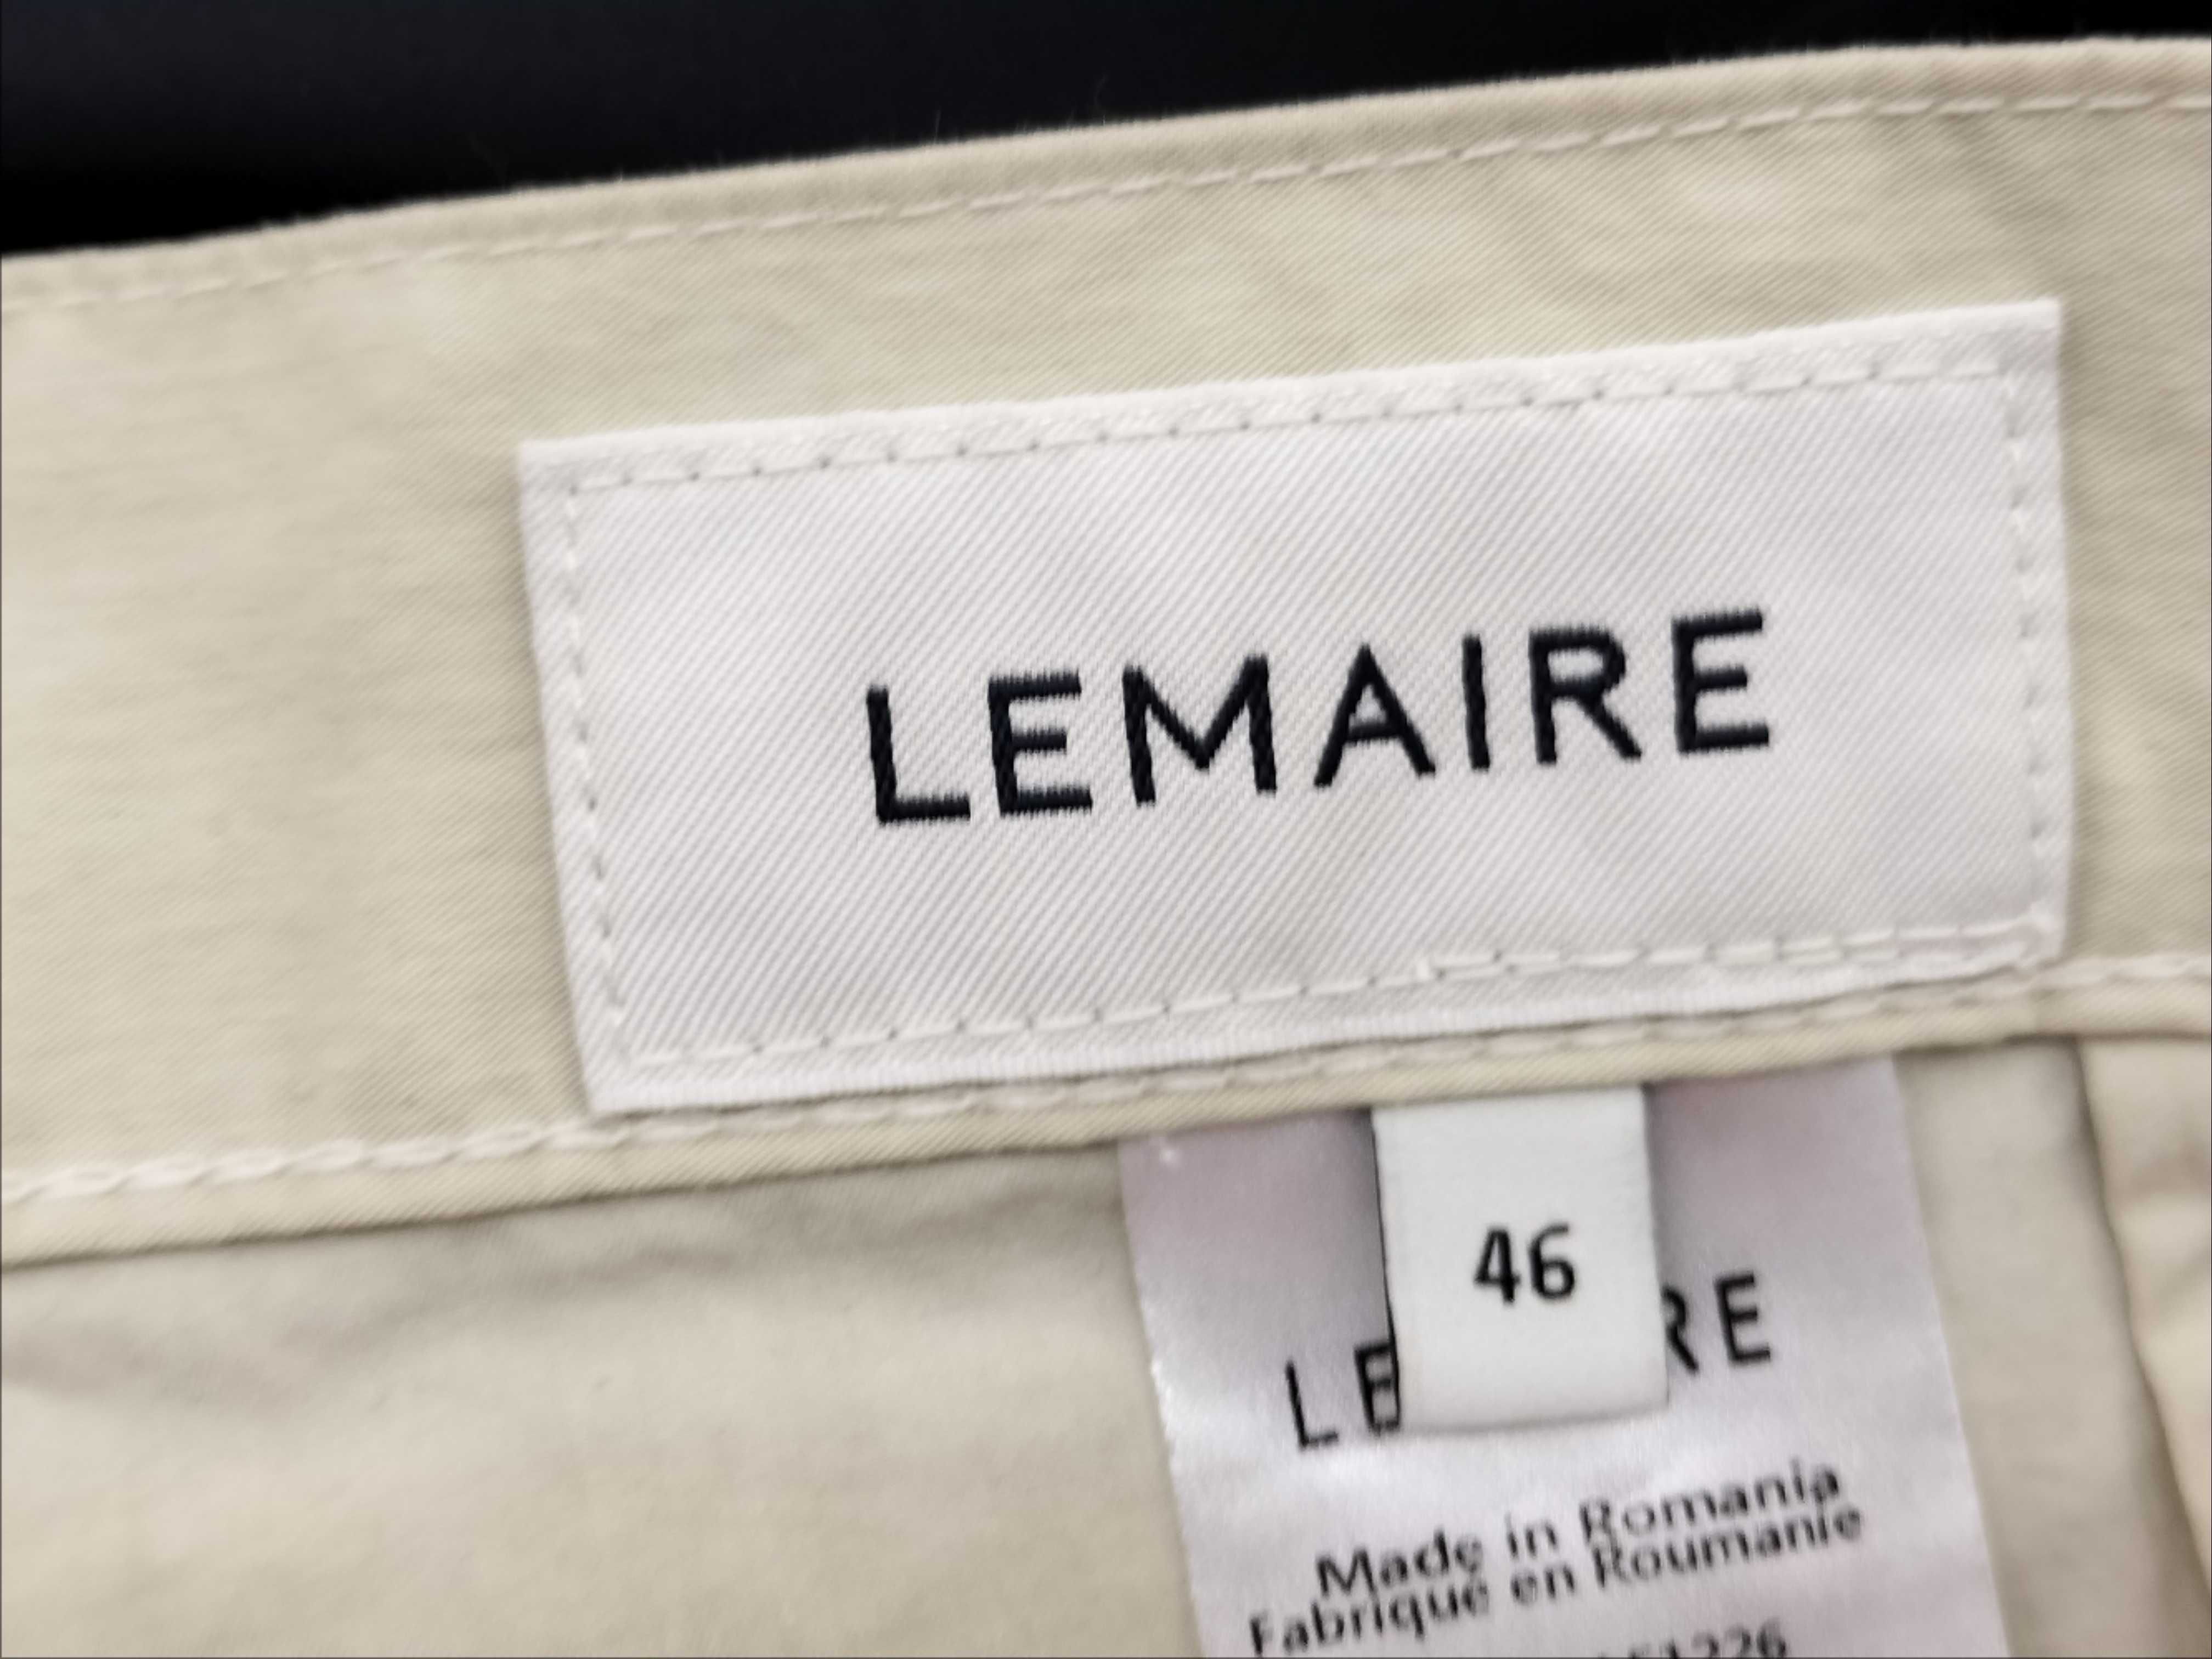 LEMAIRE
46
LE RE
Made in Romania
Fabriqué en Roumanie